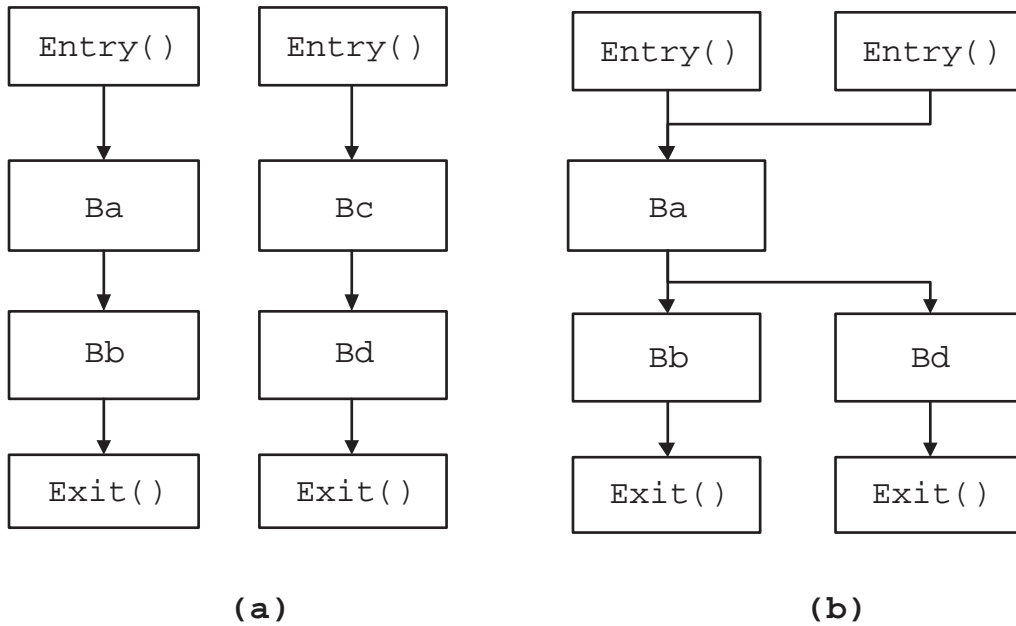 Entry()
Entry()
Ba
Bc
Bb
Bd
Exit()
Exit()
(a)
Entry()
Entry()
Ba
Bb
Bd
Exit()
Exit()
(b)